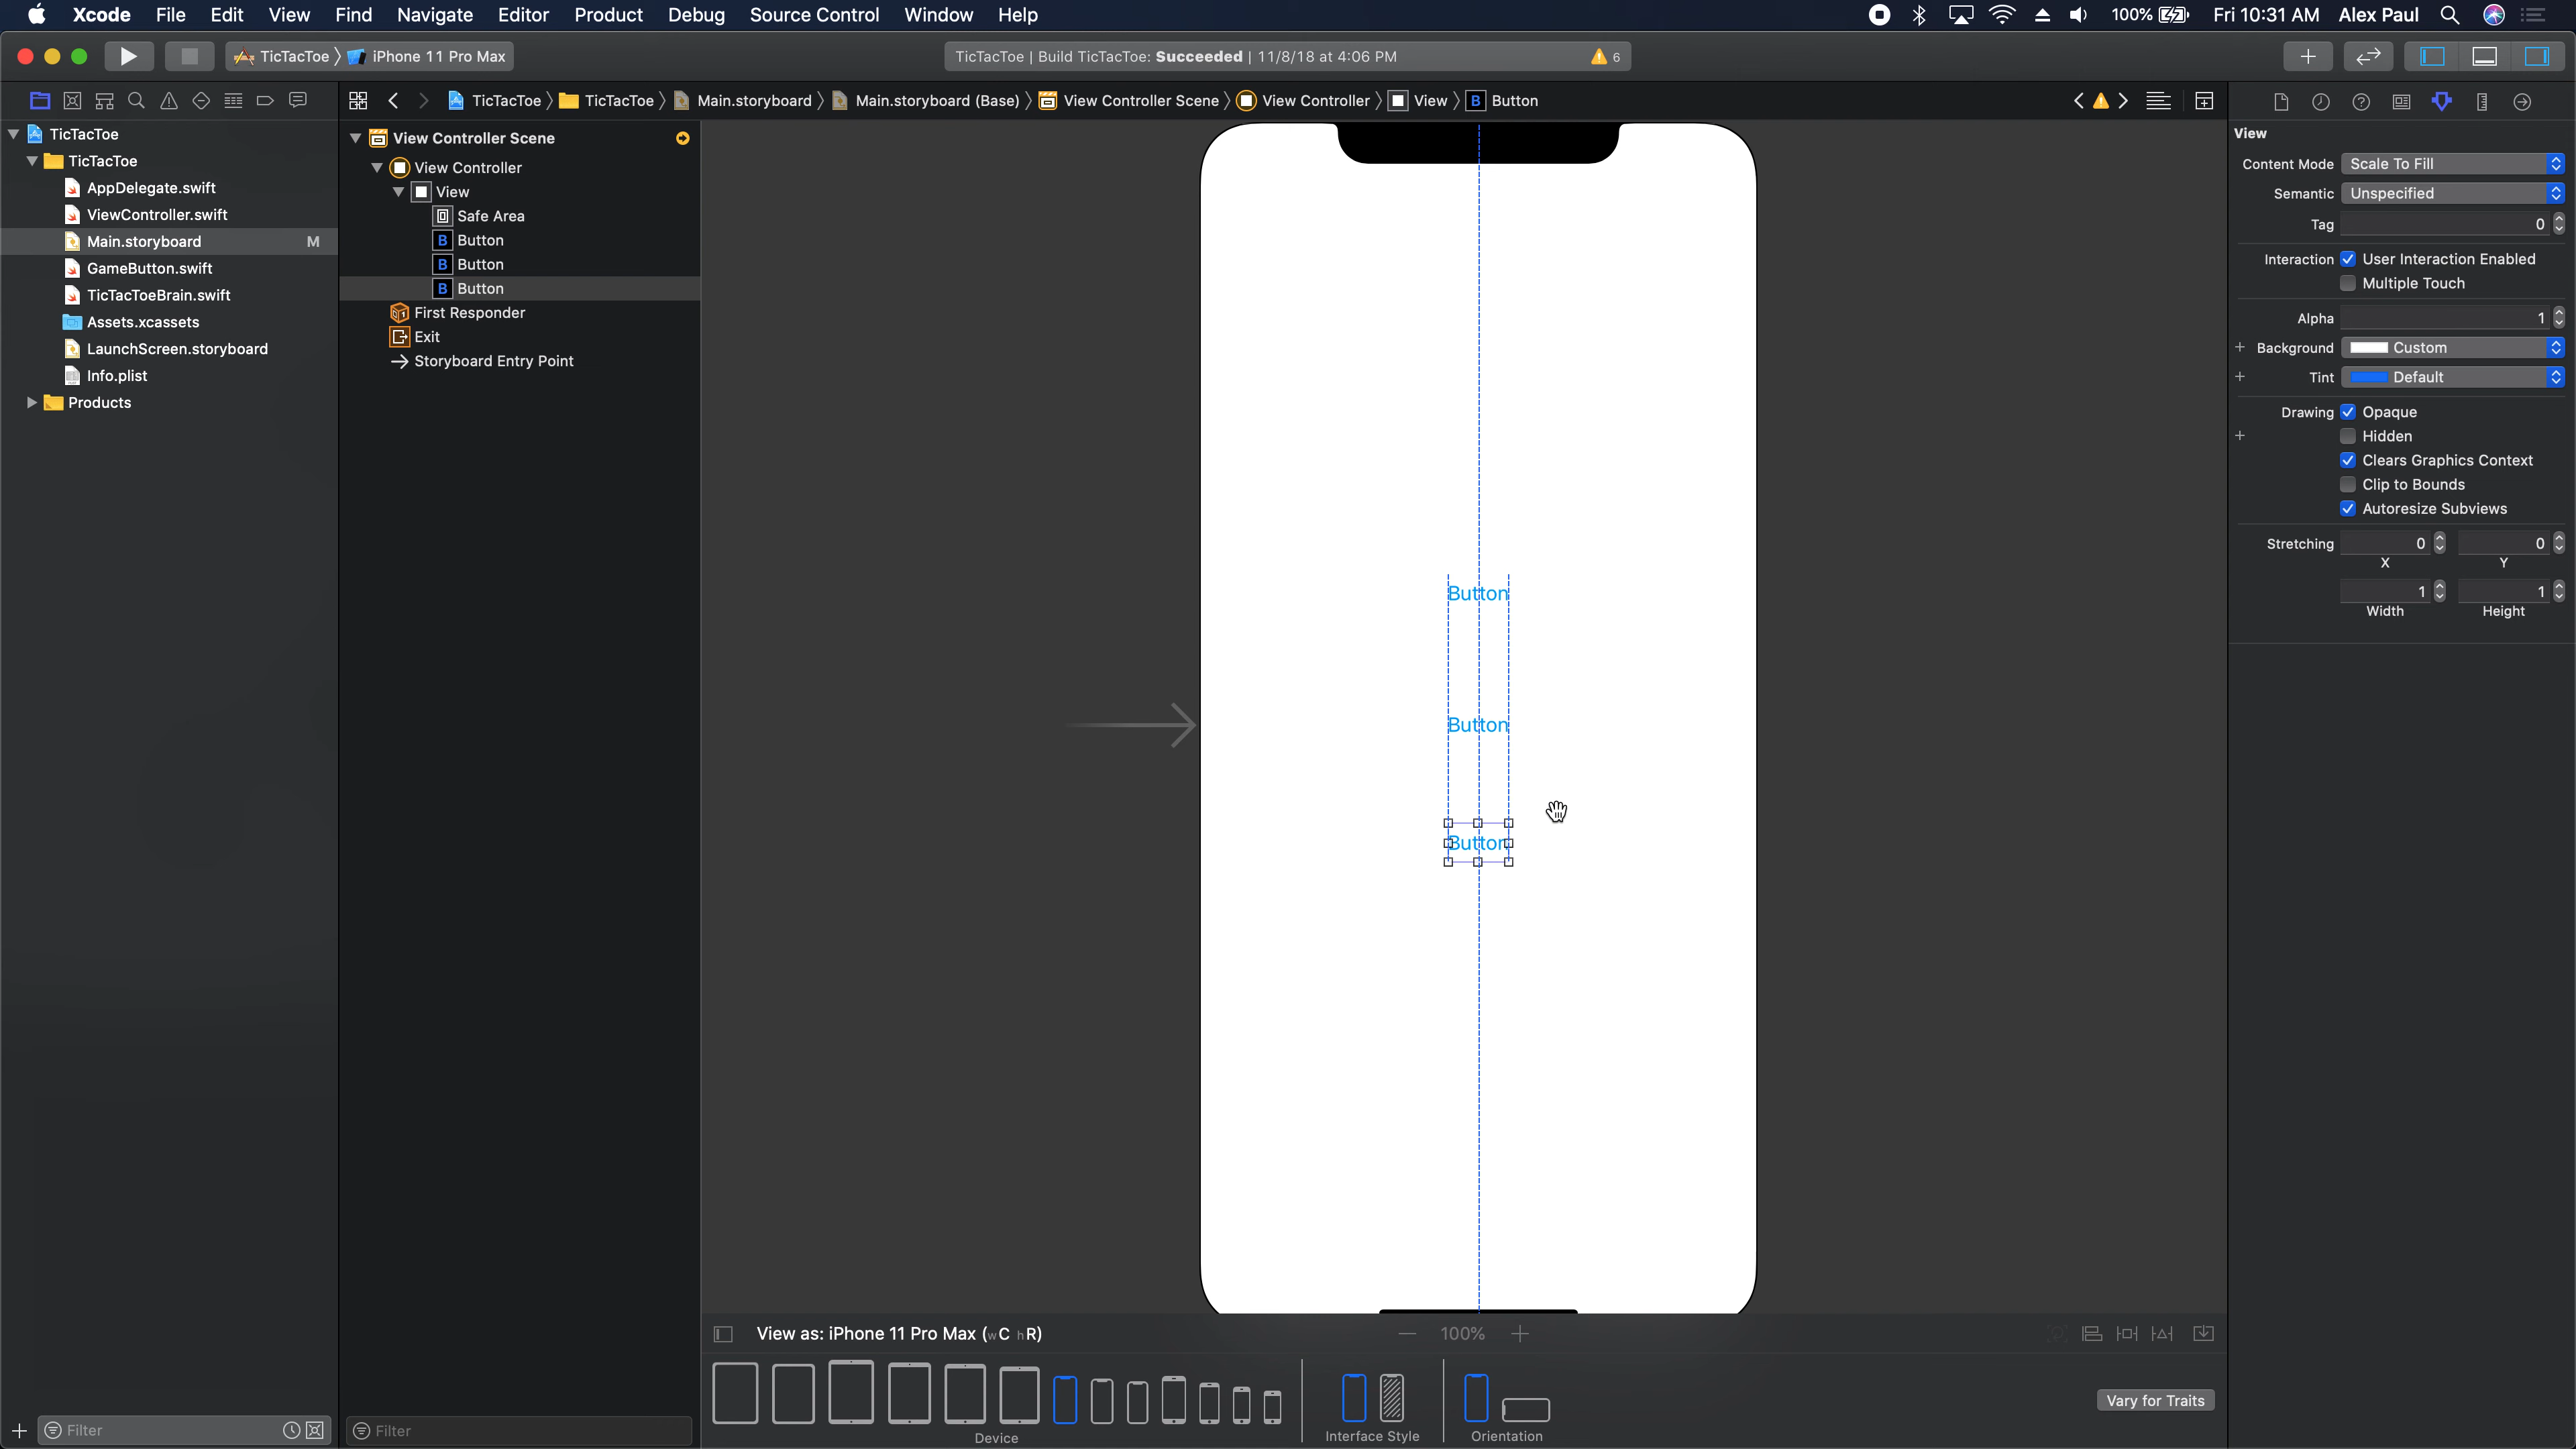 Xcode File Edit View Find Navigate Editor Product Debug Source Control Window Help 100% Fri 10:31 AM Alex Paul
TicTacToe iPhone 11 Pro Max TicTacToe | Build TicTacToe: Succeeded | 11/8/18 at 4:06 PM 6
TicTacToe TicTacToe Main.storyboard Main.storyboard (Base) View Controller Scene View Controller View B Button
TicTacToe
TicTacToe
AppDelegate.swift
ViewController.swift
Main.storyboard M
GameButton.swift
TicTacToeBrain.swift
Assets.xcassets
LaunchScreen.storyboard
Info.plist
Products
Filter
View Controller Scene
View Controller
View
Safe Area
B Button
B Button
B Button
First Responder
Exit
Storyboard Entry Point
Filter
Button
Button
Button
View as: iPhone 11 Pro Max (wC hR) 100%
Device
Interface Style
Orientation
Vary for Traits
View
Content Mode Scale To Fill
Semantic Unspecified
Tag 0
Interaction User Interaction Enabled
Multiple Touch
Alpha 1
Background Custom
Tint Default
Drawing Opaque
Hidden
Clears Graphics Context
Clip to Bounds
Autoresize Subviews
Stretching 0 0
X Y
1 1
Width Height